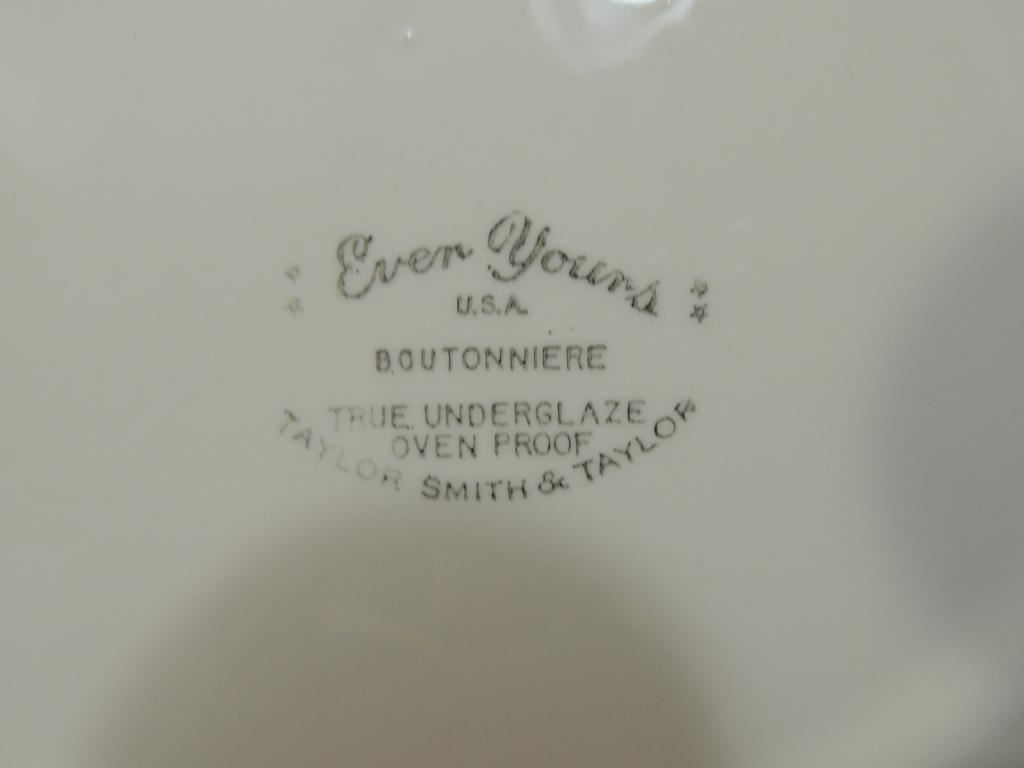 Ever Yours
U.S.A.
BOUTONNIERE
TRUE UNDERGLAZE
OVEN PROOF
TAYLOR SMITH & TAYLOR